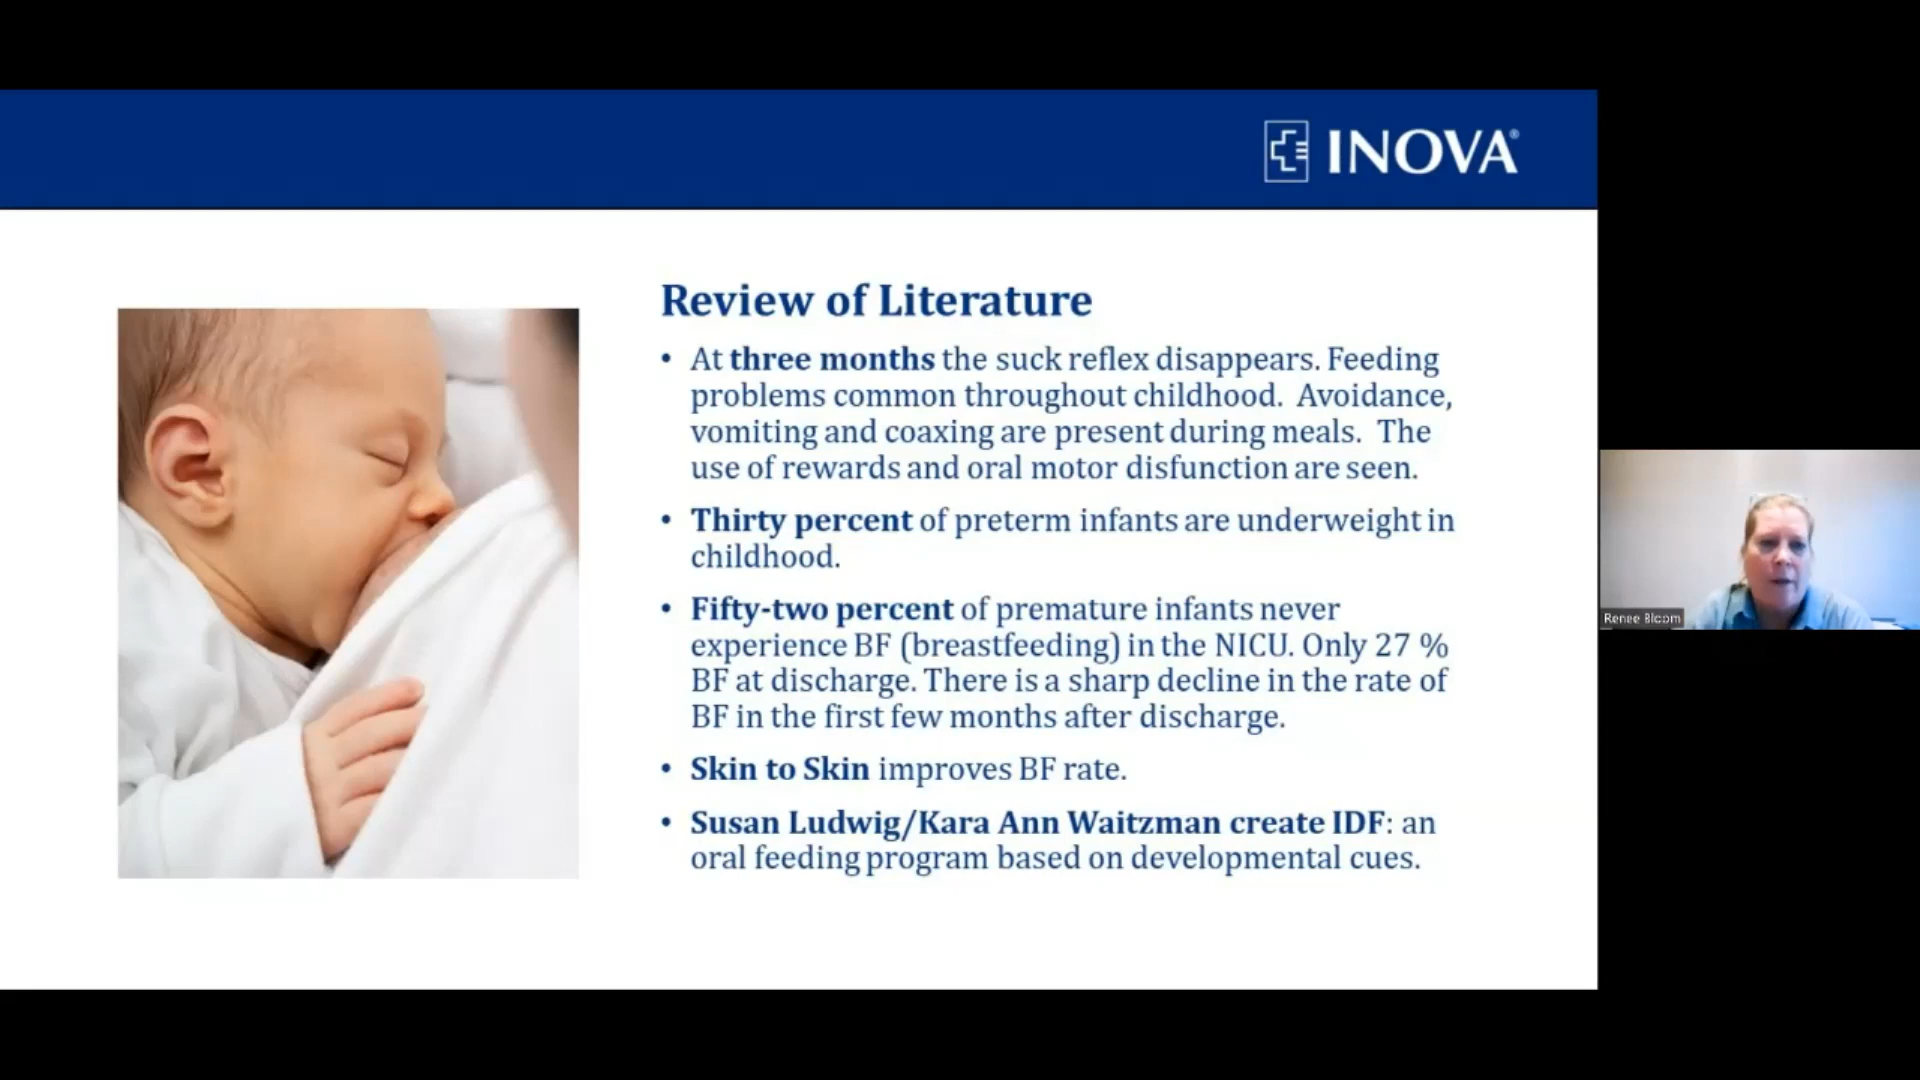 INOVA®
Review of Literature
• At three months the suck reflex disappears. Feeding
problems common throughout childhood. Avoidance,
vomiting and coaxing are present during meals. The
use of rewards and oral motor disfunction are seen.
• Thirty percent of preterm infants are underweight in
childhood.
• Fifty-two percent of premature infants never
experience BF (breastfeeding) in the NICU. Only 27 %
BF at discharge. There is a sharp decline in the rate of
BF in the first few months after discharge.
• Skin to Skin improves BF rate.
• Susan Ludwig/Kara Ann Waitzman create IDF: an
oral feeding program based on developmental cues.
Renee Bloom